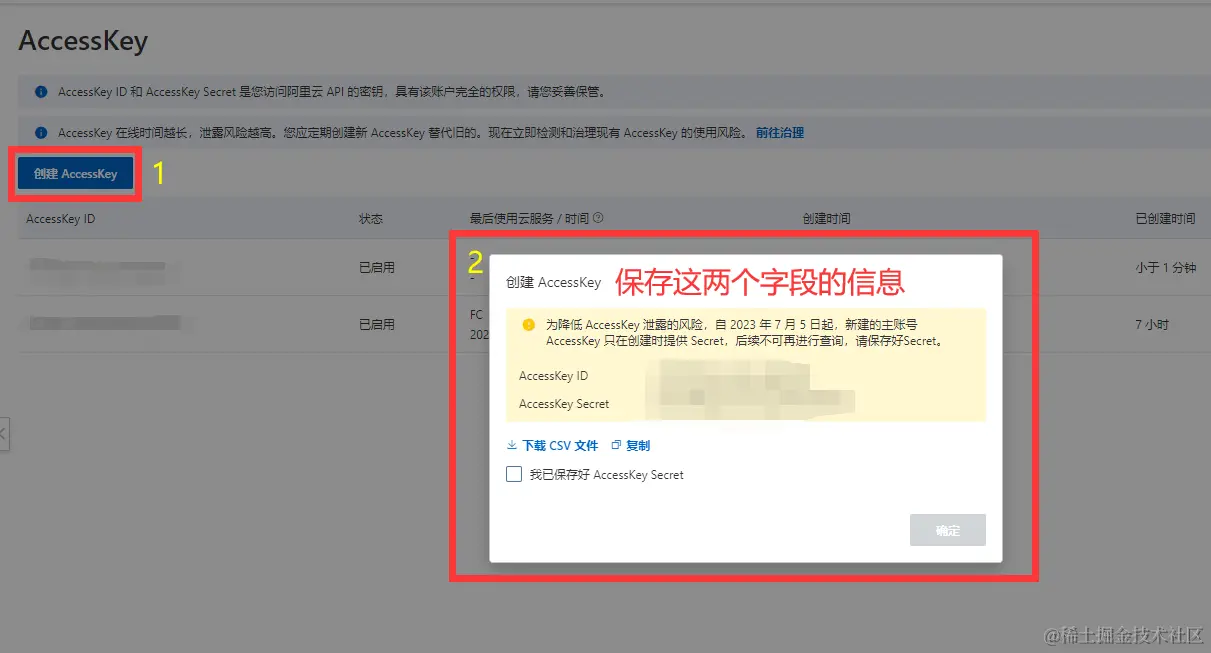 AccessKey
AccessKey ID 和 AccessKey Secret 是您访问阿里云 API 的密钥，具有该账户完全的权限，请您妥善保管。
AccessKey 在线时间越长，泄露风险越高。您应定期创建新 AccessKey 替代旧的。现在立即检测和治理现有 AccessKey 的使用风险。 前往治理
创建 AccessKey 1
AccessKey ID 状态 最后使用云服务 / 时间 创建时间 已创建时间
已启用 - 小于 1 分钟
-
已启用 FC 7 小时
202
2
创建 AccessKey 保存这两个字段的信息
为降低 AccessKey 泄露的风险，自 2023 年 7 月 5 日起，新建的主账号
AccessKey 只在创建时提供 Secret，后续不可再进行查询，请保存好Secret。
AccessKey ID
AccessKey Secret
下载 CSV 文件 复制
我已保存好 AccessKey Secret
确定
@稀土掘金技术社区